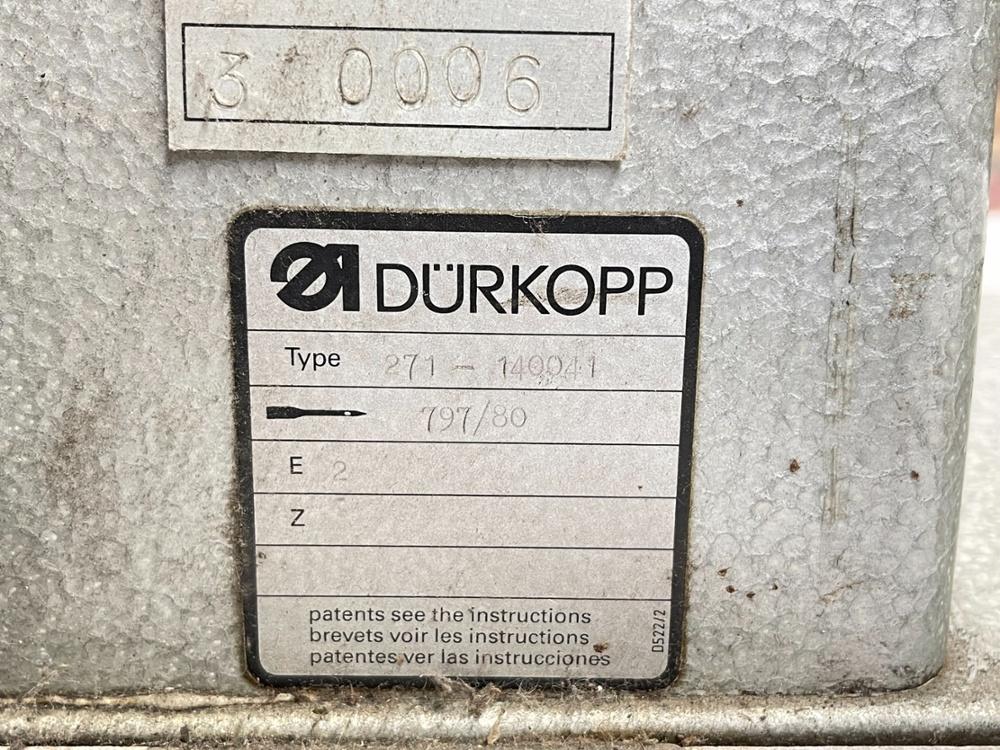 3 0006
DÜRKOPP
Type 271 - 140041
797/80
E 2
Z
patents see the instructions
brevets voir les instructions
patentes ver las instrucciones
D522/2